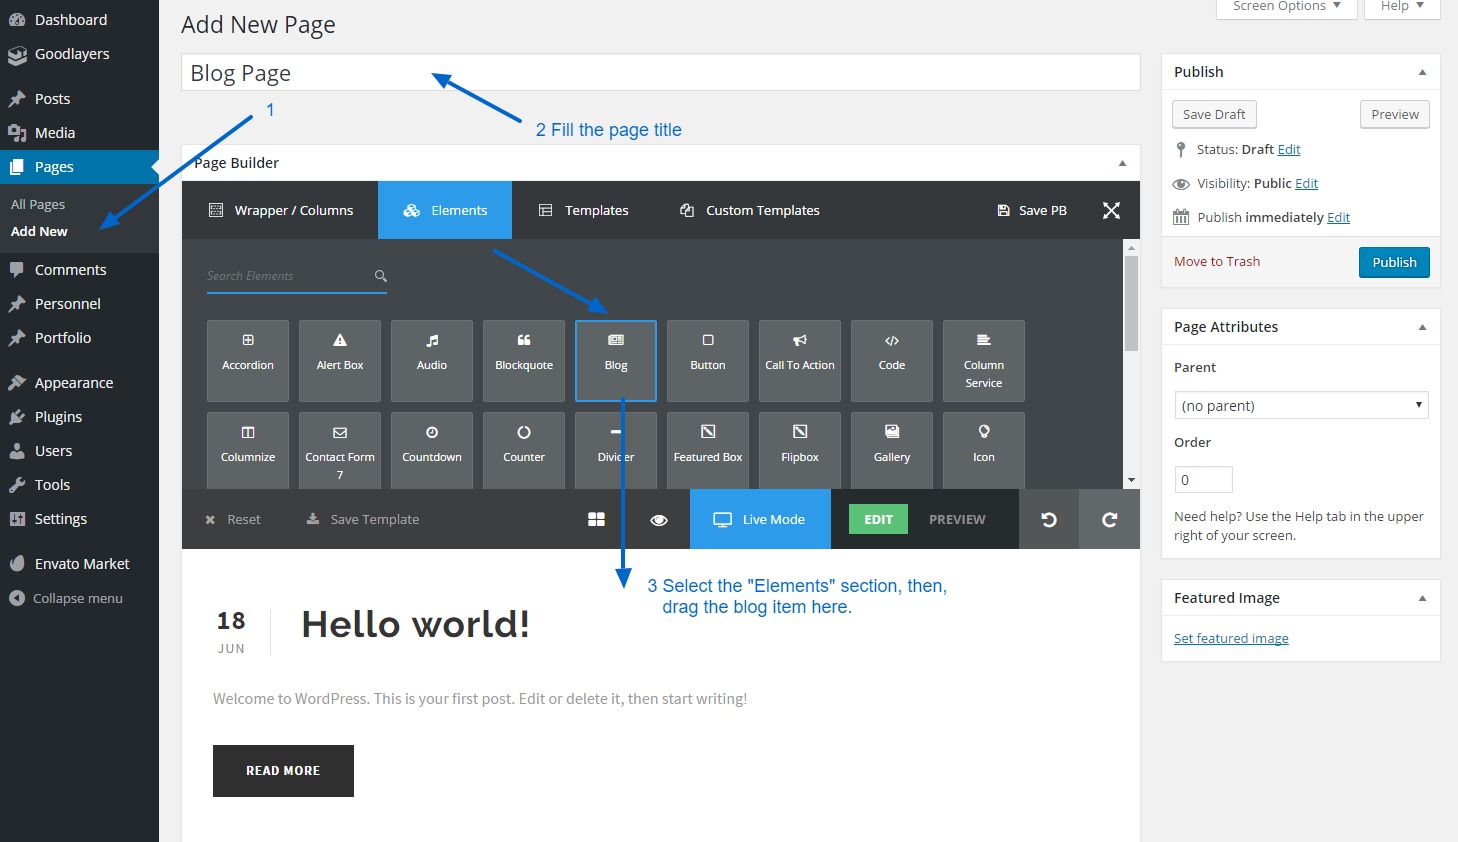 Dashboard
Goodlayers
Posts
Media
Pages
All Pages
Add New
Comments
Personnel
Portfolio
Appearance
Plugins
Users
Tools
Settings
Envato Market
Collapse menu
Screen Options
Help
Add New Page
Blog Page
1
2 Fill the page title
Page Builder
Wrapper / Columns
Elements
Templates
Custom Templates
Save PB
Search Elements
Accordion
Alert Box
Audio
Blockquote
Blog
Button
Call To Action
Code
Column
Service
Columnize
Contact Form
7
Countdown
Counter
Divider
Featured Box
Flipbox
Gallery
Icon
Reset
Save Template
Live Mode
EDIT
PREVIEW
3 Select the "Elements" section, then,
drag the blog item here.
18
JUN
Hello world!
Welcome to WordPress. This is your first post. Edit or delete it, then start writing!
READ MORE
Publish
Save Draft
Preview
Status: Draft Edit
Visibility: Public Edit
Publish immediately Edit
Move to Trash
Publish
Page Attributes
Parent
(no parent)
Order
0
Need help? Use the Help tab in the upper
right of your screen.
Featured Image
Set featured image